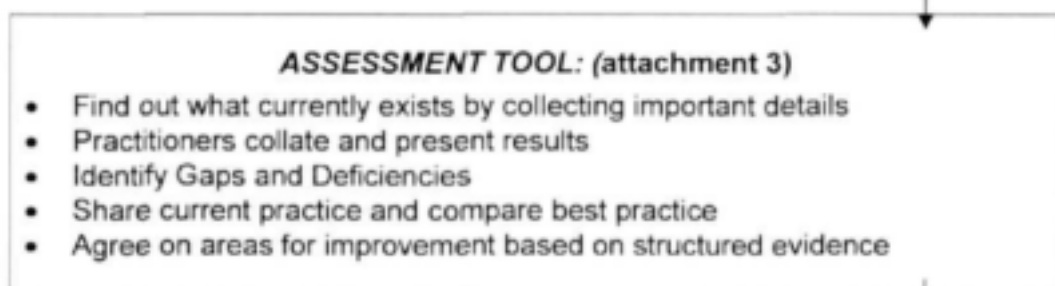 ASSESSMENT TOOL: (attachment 3)
• Find out what currently exists by collecting important details
• Practitioners collate and present results
• Identify Gaps and Deficiencies
• Share current practice and compare best practice
• Agree on areas for improvement based on structured evidence